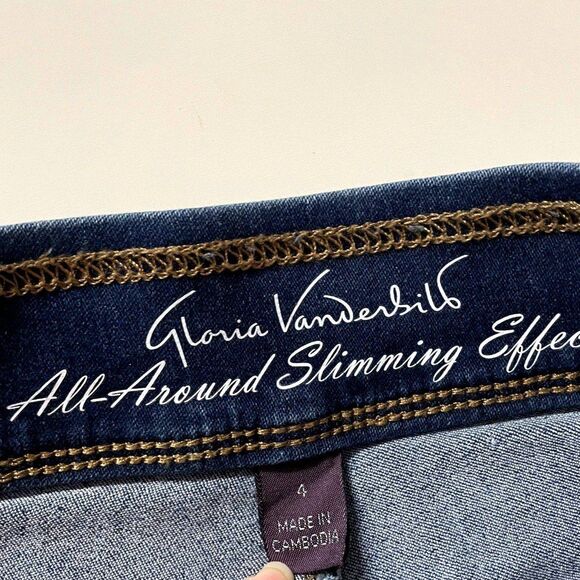 Gloria Vanderbilt
All-Around Slimming Effec
4
MADE IN
CAMBODIA